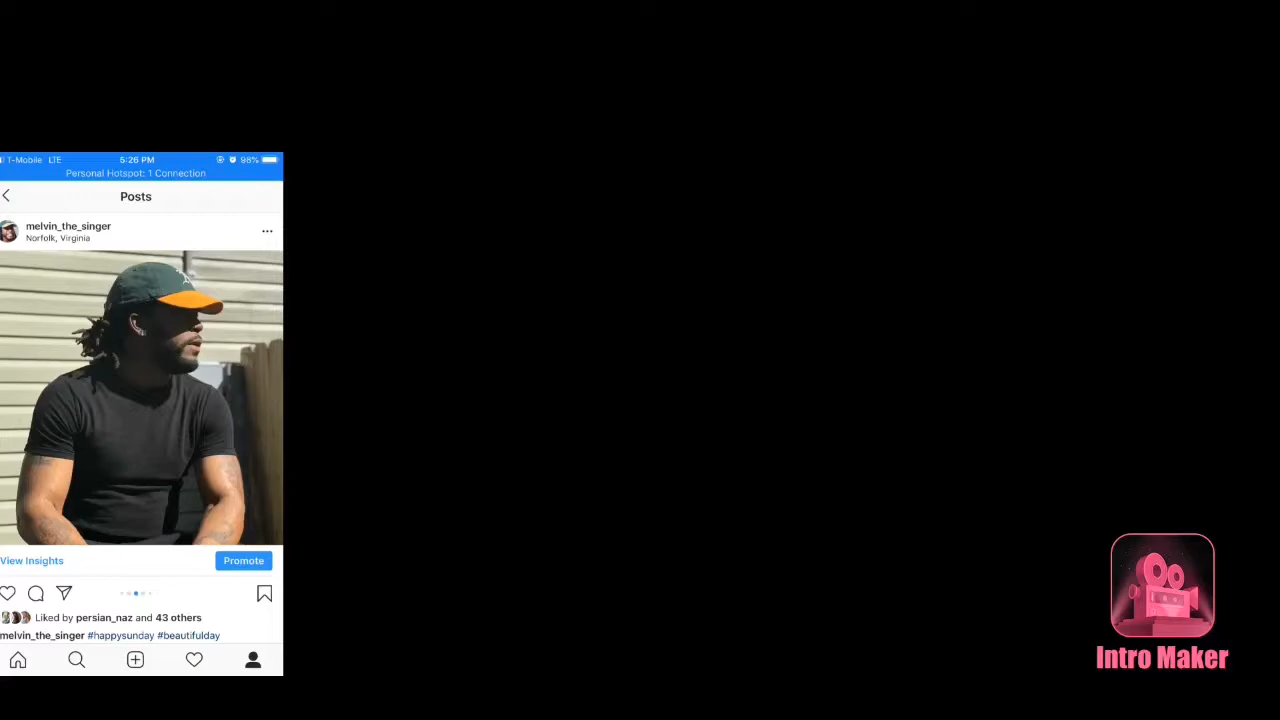 T-Mobile LTE 5:26 PM 98%
Personal Hotspot: 1 Connection
Posts
melvin_the_singer
Norfolk, Virginia
View Insights Promote
Liked by persian_naz and 43 others
melvin_the_singer #happysunday #beautifulday
Intro Maker